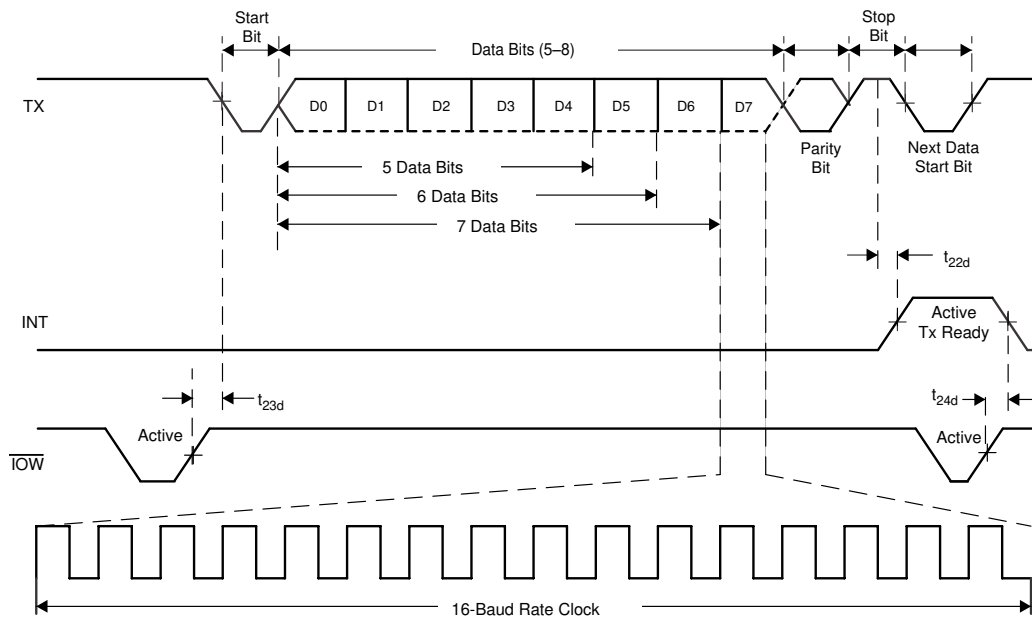 Start
Bit
Data Bits (5–8)
Stop
Bit
TX
D0 D1 D2 D3 D4 D5 D6 D7
Parity
Bit
Next Data
Start Bit
5 Data Bits
6 Data Bits
7 Data Bits
t22d
INT
Active
Tx Ready
t23d
t24d
Active
Active
IOW
16-Baud Rate Clock